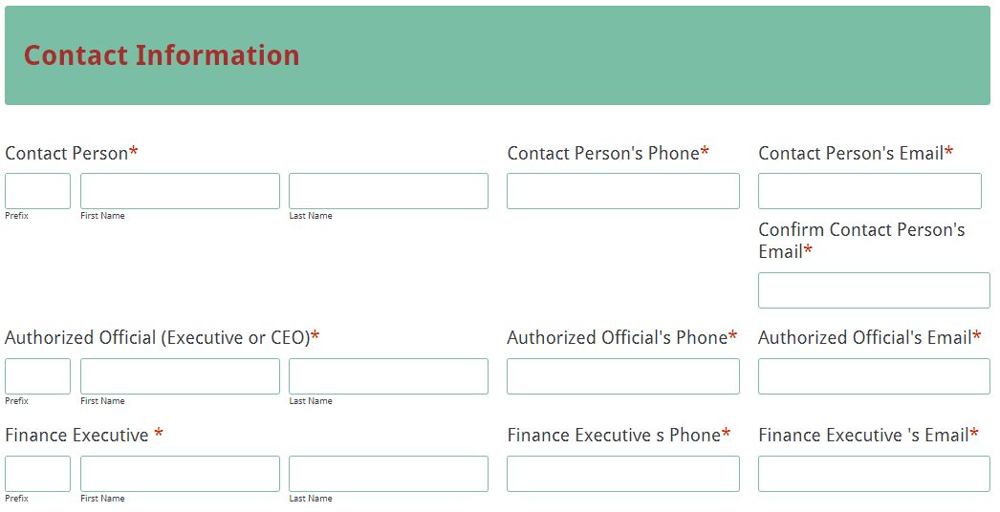 Contact Information
Contact Person* Contact Person's Phone* Contact Person's Email*
Prefix First Name Last Name
Confirm Contact Person's
Email*
Authorized Official (Executive or CEO)* Authorized Official's Phone* Authorized Official's Email*
Prefix First Name Last Name
Finance Executive * Finance Executive s Phone* Finance Executive 's Email*
Prefix First Name Last Name